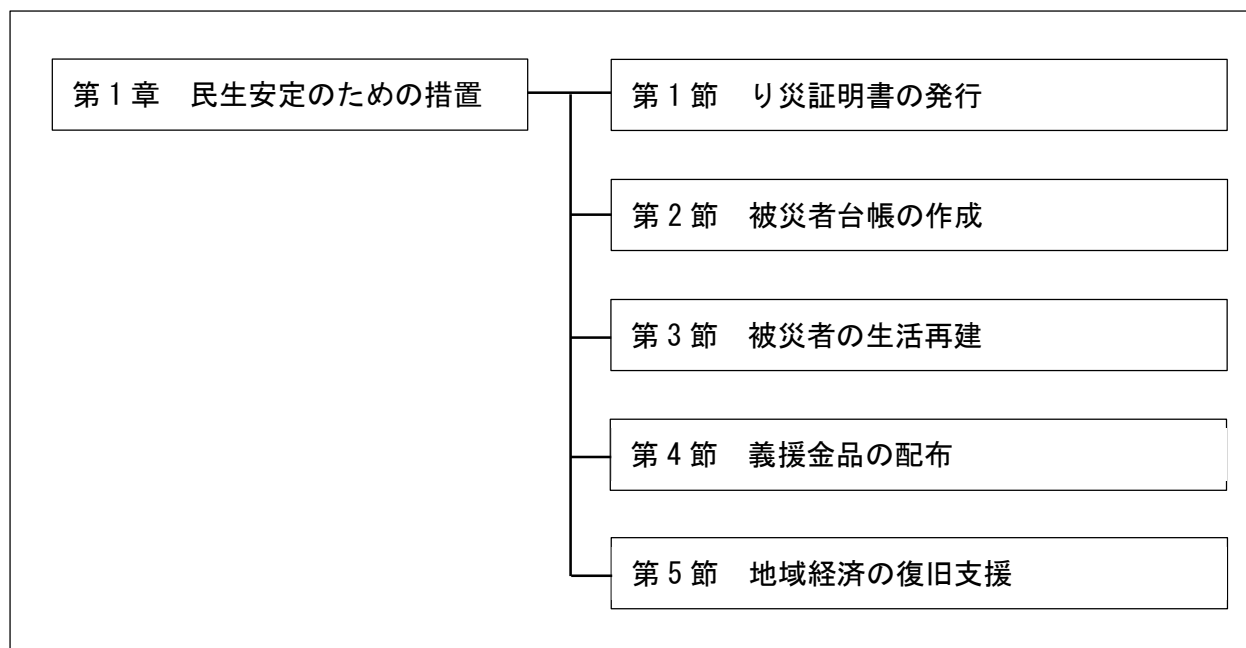 第１章　民生安定のための措置
第１節　り災証明書の発行
第２節　被災者台帳の作成
第３節　被災者の生活再建
第４節　義援金品の配布
第５節　地域経済の復旧支援